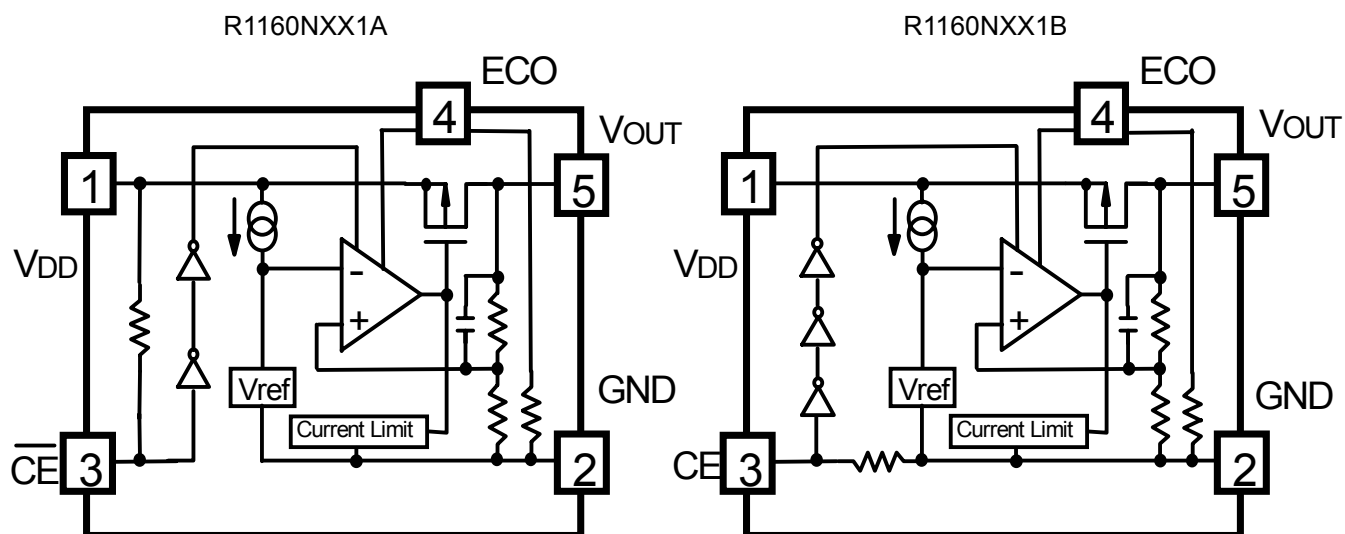 R1160NXX1A
ECO
4
VOUT
1
5
VDD
-
+
Vref
GND
Current Limit
C̅E̅
3
2
R1160NXX1B
ECO
4
VOUT
1
5
VDD
-
+
Vref
GND
Current Limit
CE
3
2